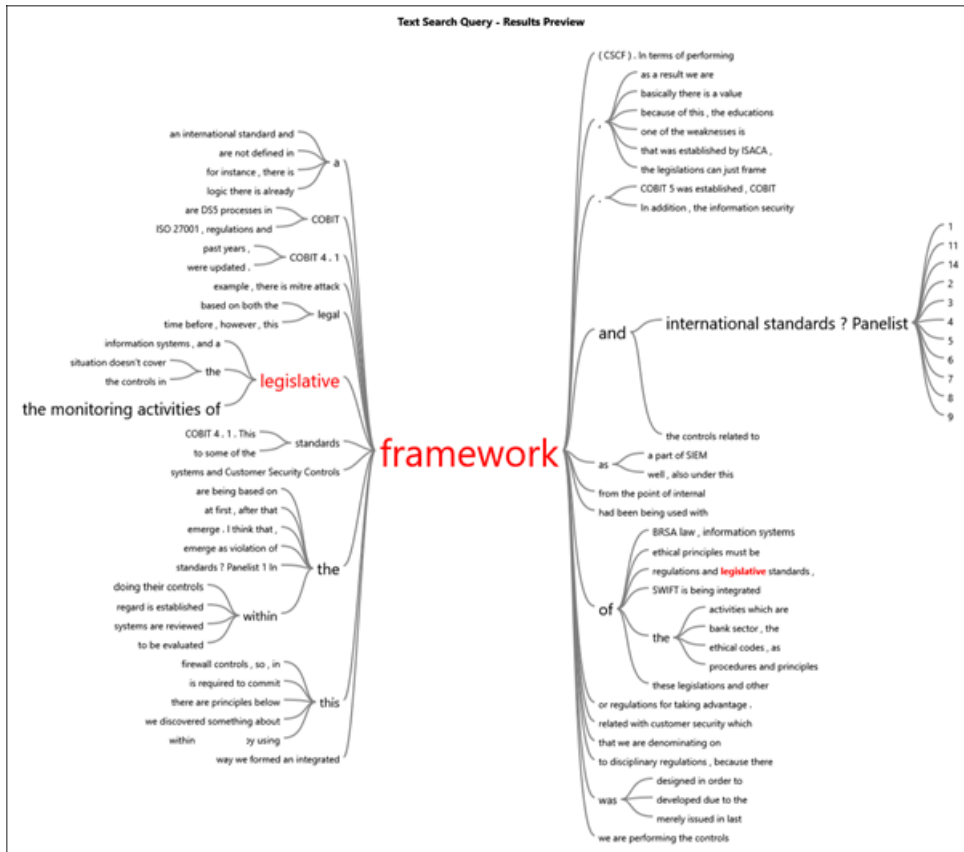 Text Search Query - Results Preview
an international standard and
are not defined in
for instance , there is
logic there is already
a
are DS5 processes in
ISO 27001 , regulations and
COBIT
past years ,
were updated .
COBIT 4 . 1
example , there is mitre attack
based on both the
time before , however , this
legal
information systems , and a
situation doesn't cover
the controls in
the
the monitoring activities of
legislative
COBIT 4 . 1 . This
to some of the
standards
systems and Customer Security Controls
are being based on
at first , after that
emerge . I think that ,
emerge as violation of
standards ? Panelist 1 In
doing their controls
regard is established
systems are reviewed
to be evaluated
within
the
firewall controls , so , in
is required to commit
there are principles below
we discovered something about
within by using
this
way we formed an integrated
framework
( CSCF ) . In terms of performing
,
as a result we are
basically there is a value
because of this , the educations
one of the weaknesses is
that was established by ISACA ,
the legislations can just frame
.
COBIT 5 was established , COBIT
In addition , the information security
and
international standards ? Panelist
1
11
14
2
3
4
5
6
7
8
9
the controls related to
as
a part of SIEM
well , also under this
from the point of internal
had been being used with
of
BRSA law , information systems
ethical principles must be
regulations and legislative standards ,
SWIFT is being integrated
the
activities which are
bank sector , the
ethical codes , as
procedures and principles
these legislations and other
or regulations for taking advantage .
related with customer security which
that we are denominating on
to disciplinary regulations , because there
was
designed in order to
developed due to the
merely issued in last
we are performing the controls